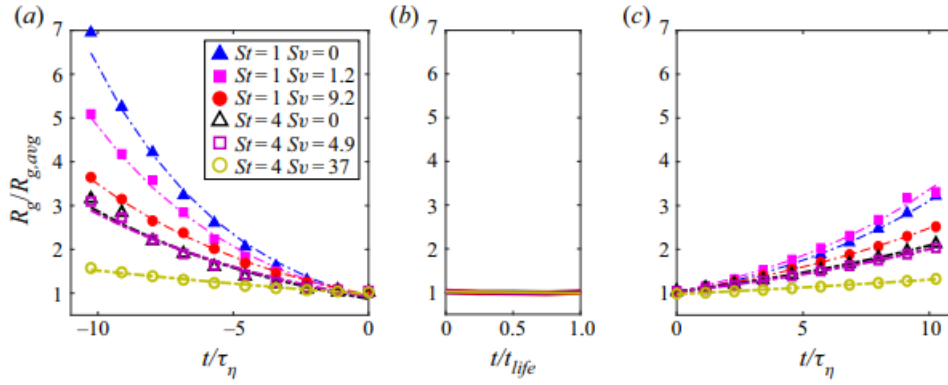 (a)
(b)
(c)
7
6
5
4
3
2
1
R_g/R_{g,avg}
−10
−5
0
t/τ_η
St=1 Sv=0
St=1 Sv=1.2
St=1 Sv=9.2
St=4 Sv=0
St=4 Sv=4.9
St=4 Sv=37
7
6
5
4
3
2
1
0
0.5
1.0
t/t_{life}
7
6
5
4
3
2
1
0
5
10
t/τ_η